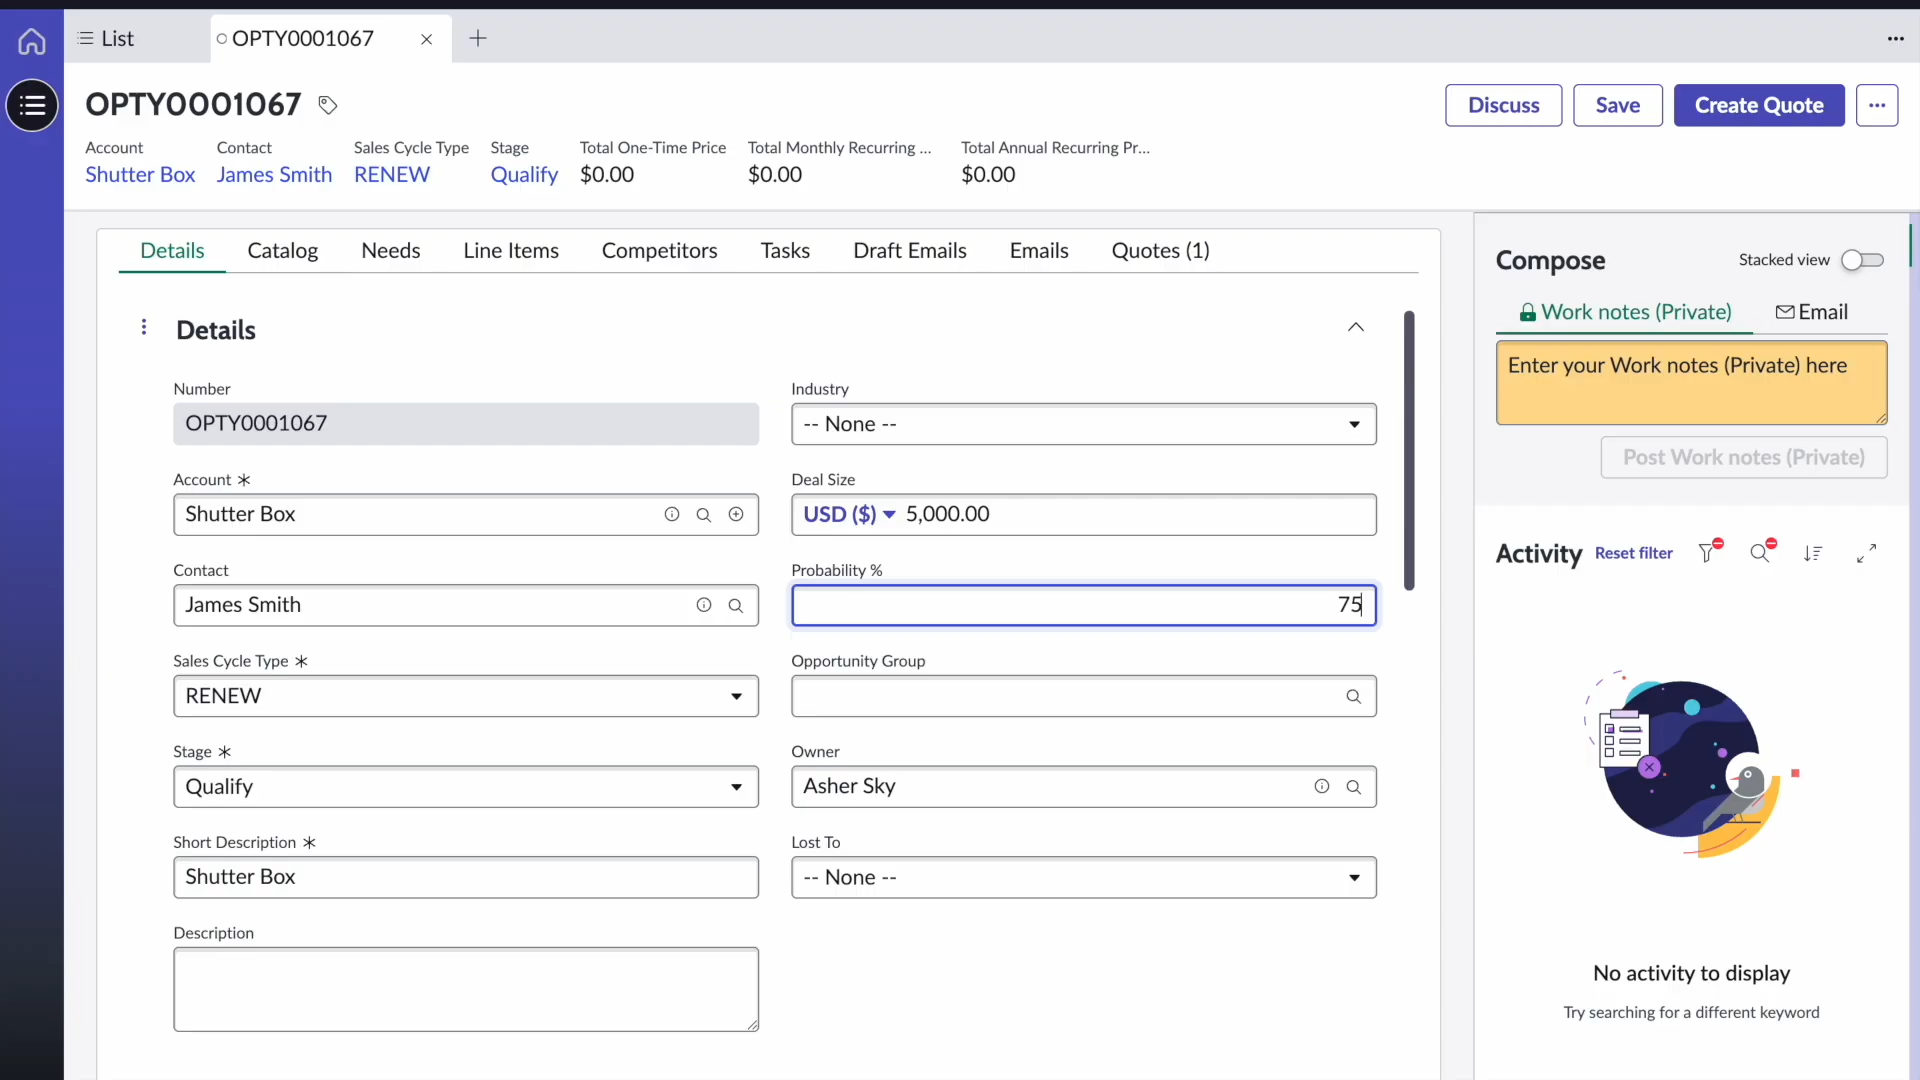 List
OPTY0001067
OPTY0001067
Discuss
Save
Create Quote
Account
Contact
Sales Cycle Type
Stage
Total One-Time Price
Total Monthly Recurring ...
Total Annual Recurring Pr...
Shutter Box
James Smith
RENEW
Qualify
$0.00
$0.00
$0.00
Details
Catalog
Needs
Line Items
Competitors
Tasks
Draft Emails
Emails
Quotes (1)
Details
Number
OPTY0001067
Industry
-- None --
Account *
Shutter Box
Deal Size
USD ($) 5,000.00
Contact
James Smith
Probability %
75
Sales Cycle Type *
RENEW
Opportunity Group
Stage *
Qualify
Owner
Asher Sky
Short Description *
Shutter Box
Lost To
-- None --
Description
Compose
Stacked view
Work notes (Private)
Email
Enter your Work notes (Private) here
Post Work notes (Private)
Activity
Reset filter
No activity to display
Try searching for a different keyword